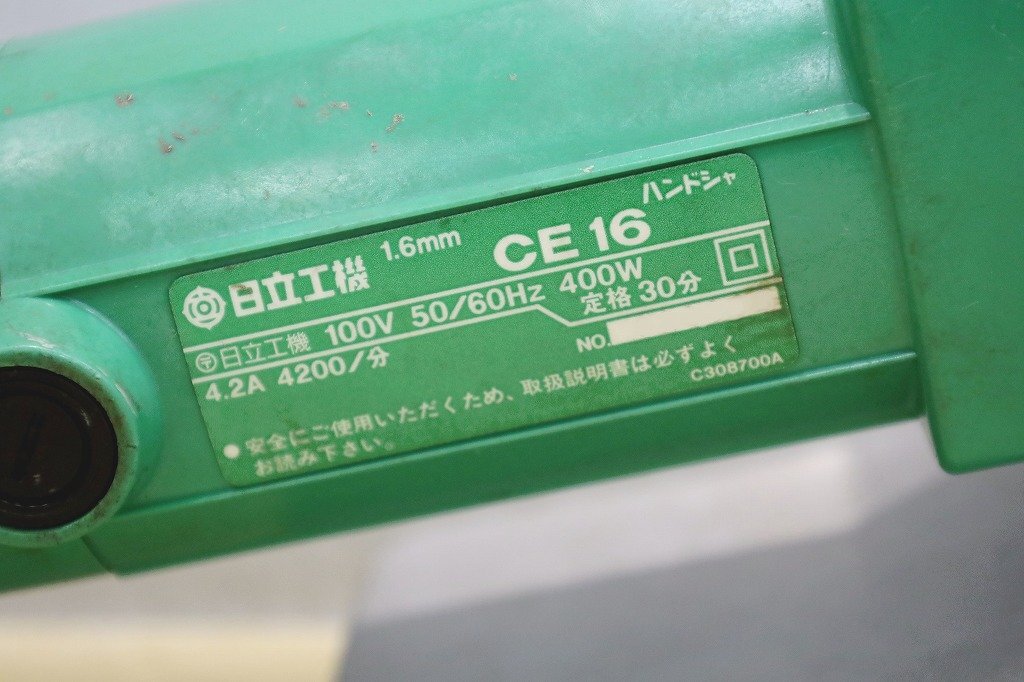 日立工機 1.6mm CE 16 ハンドシャ
〒日立工機 100V 50/60Hz 400W
4.2A 4200/分 定格 30分
NO.
●安全にご使用いただくため、取扱説明書は必ずよく
お読み下さい。
C308700A